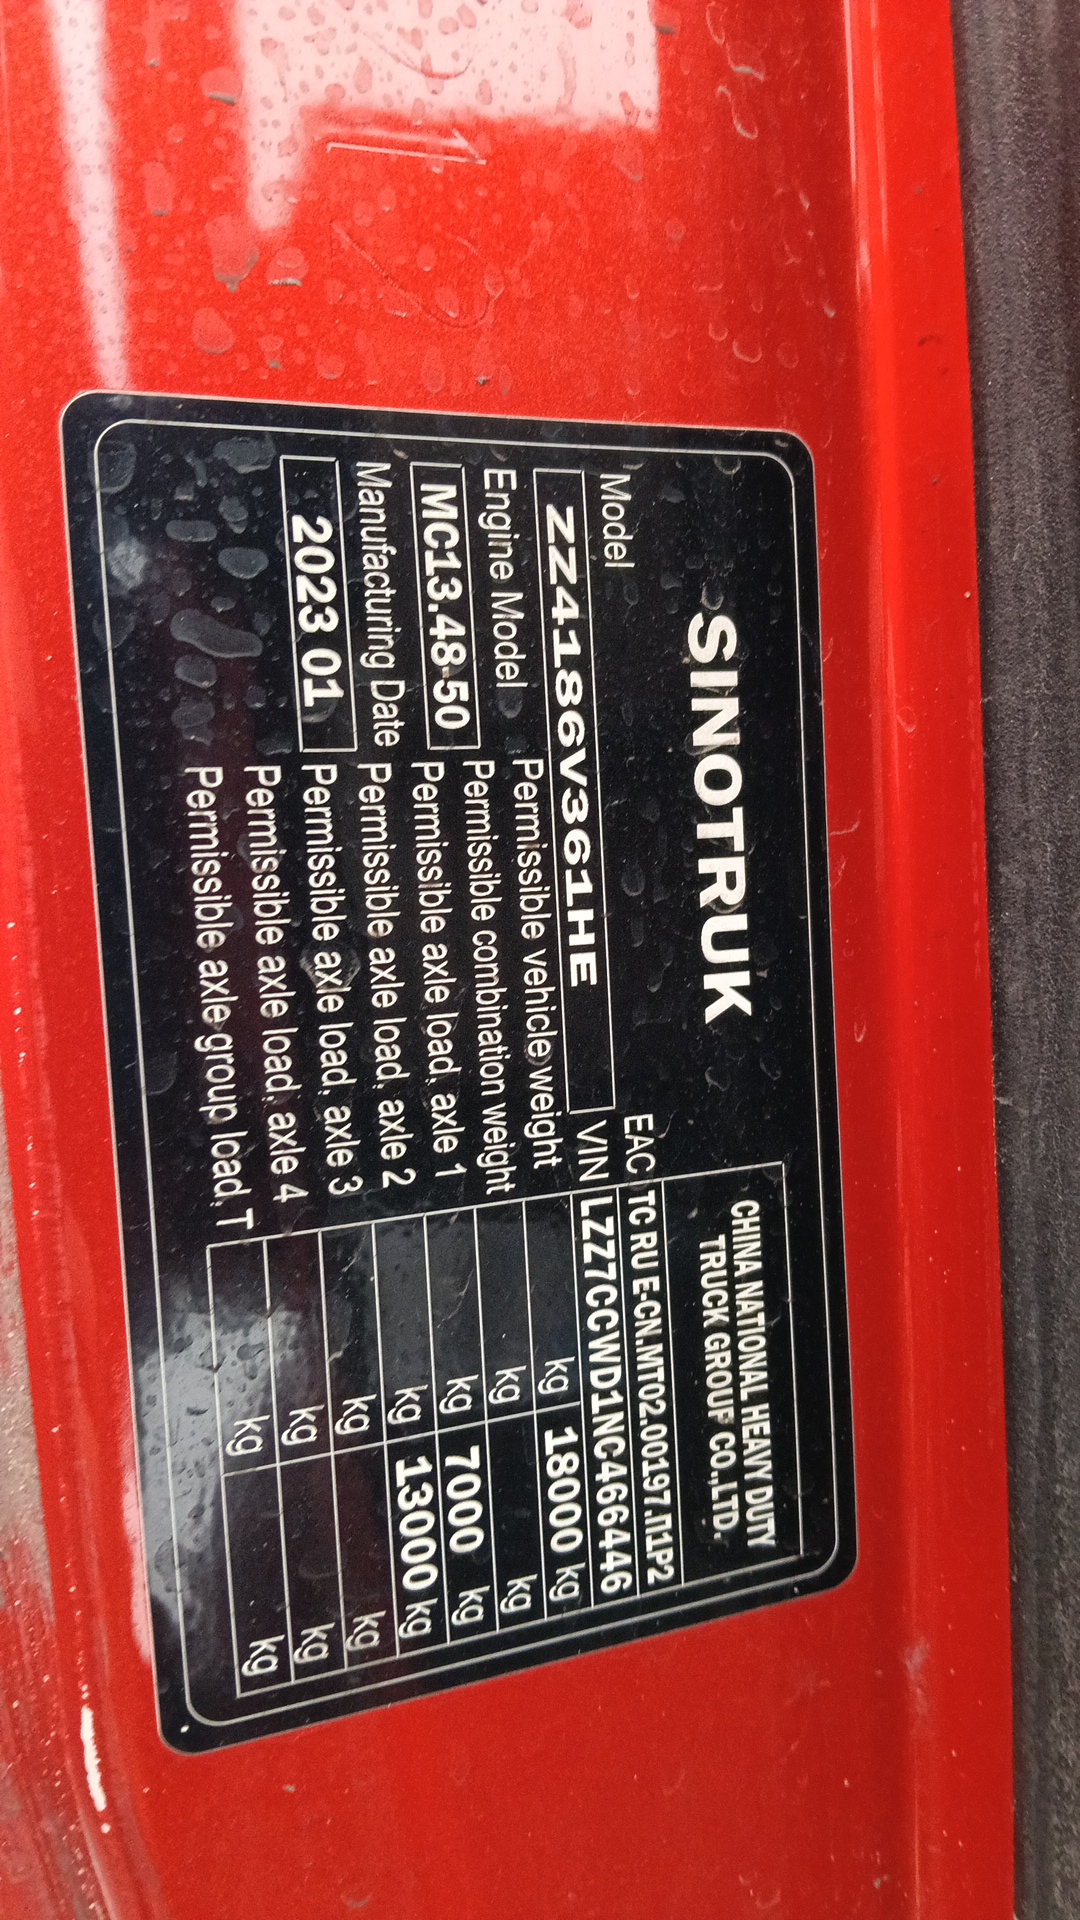 SINOTRUK
CHINA NATIONAL HEAVY DUTY
TRUCK GROUP CO.,LTD.
EAC TC RU E-CN.MT02.00197.П1P2
Model
ZZ4186V361HE
VIN LZZ7CCWD1NC466446
Engine Model
MC13.48-50
Manufacturing Date
2023 01
Permissible vehicle weight kg 18000 kg
Permissible combination weight kg kg
Permissible axle load, axle 1 kg 7000 kg
Permissible axle load, axle 2 kg 13000 kg
Permissible axle load, axle 3 kg kg
Permissible axle load, axle 4 kg kg
Permissible axle group load, T kg kg